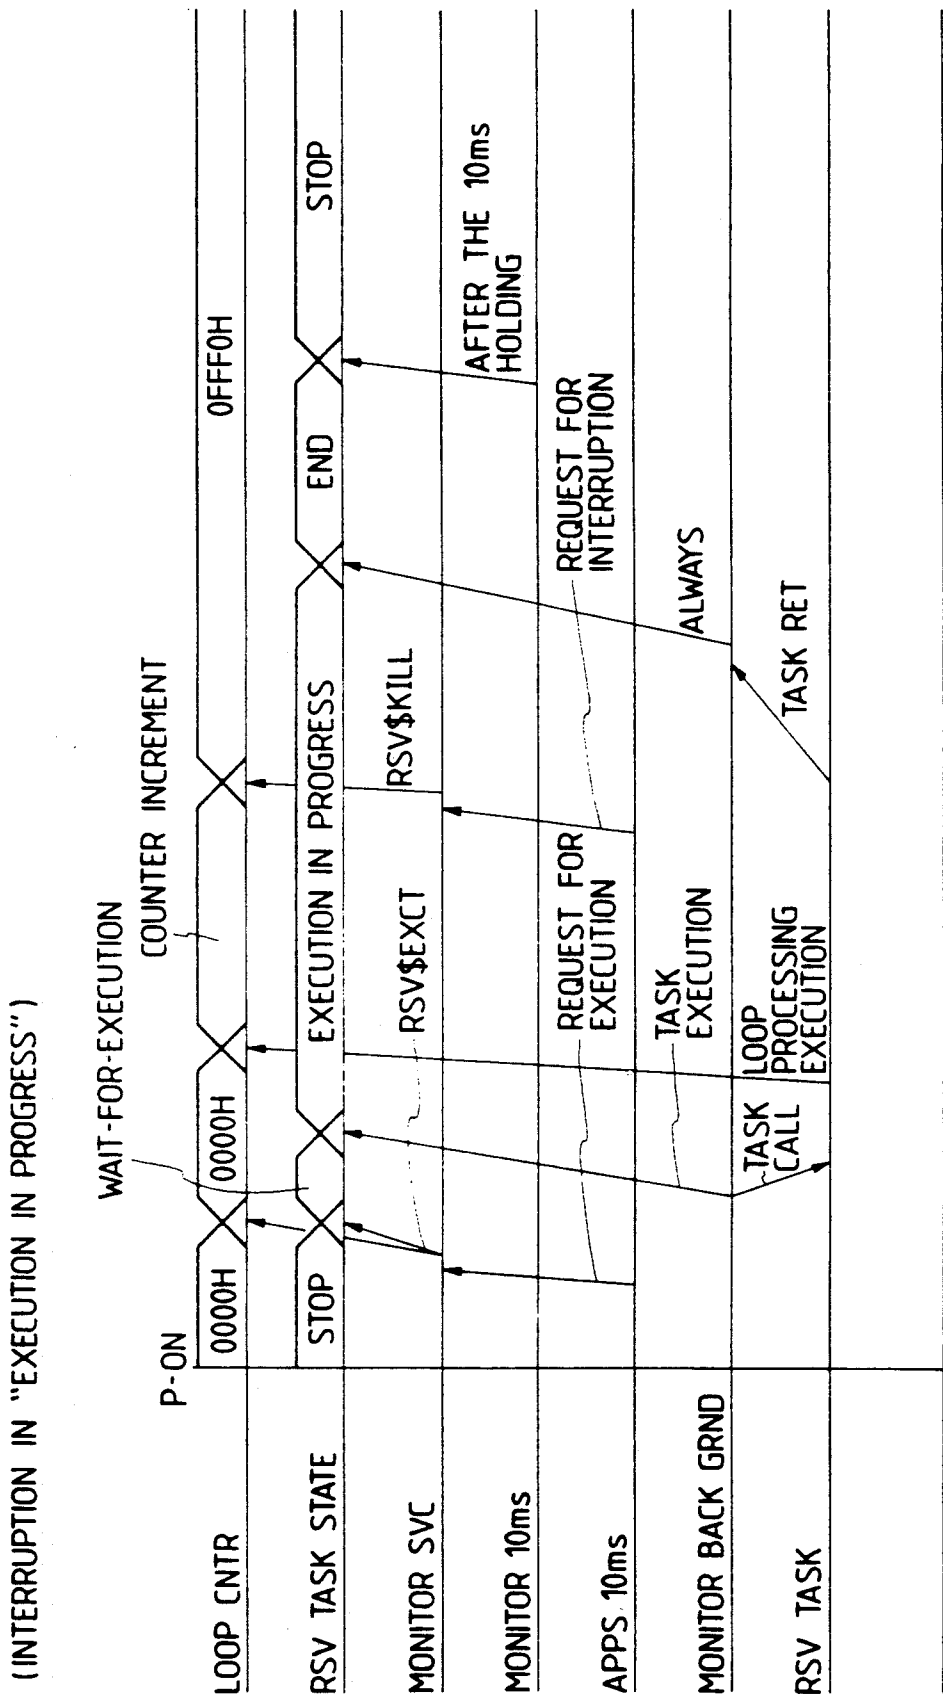 (INTERRUPTION IN "EXECUTION IN PROGRESS")
WAIT-FOR-EXECUTION
COUNTER INCREMENT
P-ON
LOOP CNTR
0000H
0000H
0FFF0H
RSV TASK STATE
STOP
EXECUTION IN PROGRESS
END
STOP
MONITOR SVC
RSV$EXCT
RSV$KILL
MONITOR 10ms
AFTER THE 10ms
HOLDING
APPS 10ms
REQUEST FOR
EXECUTION
REQUEST FOR
INTERRUPTION
MONITOR BACK GRND
TASK
EXECUTION
ALWAYS
RSV TASK
TASK
CALL
LOOP
PROCESSING
EXECUTION
TASK RET